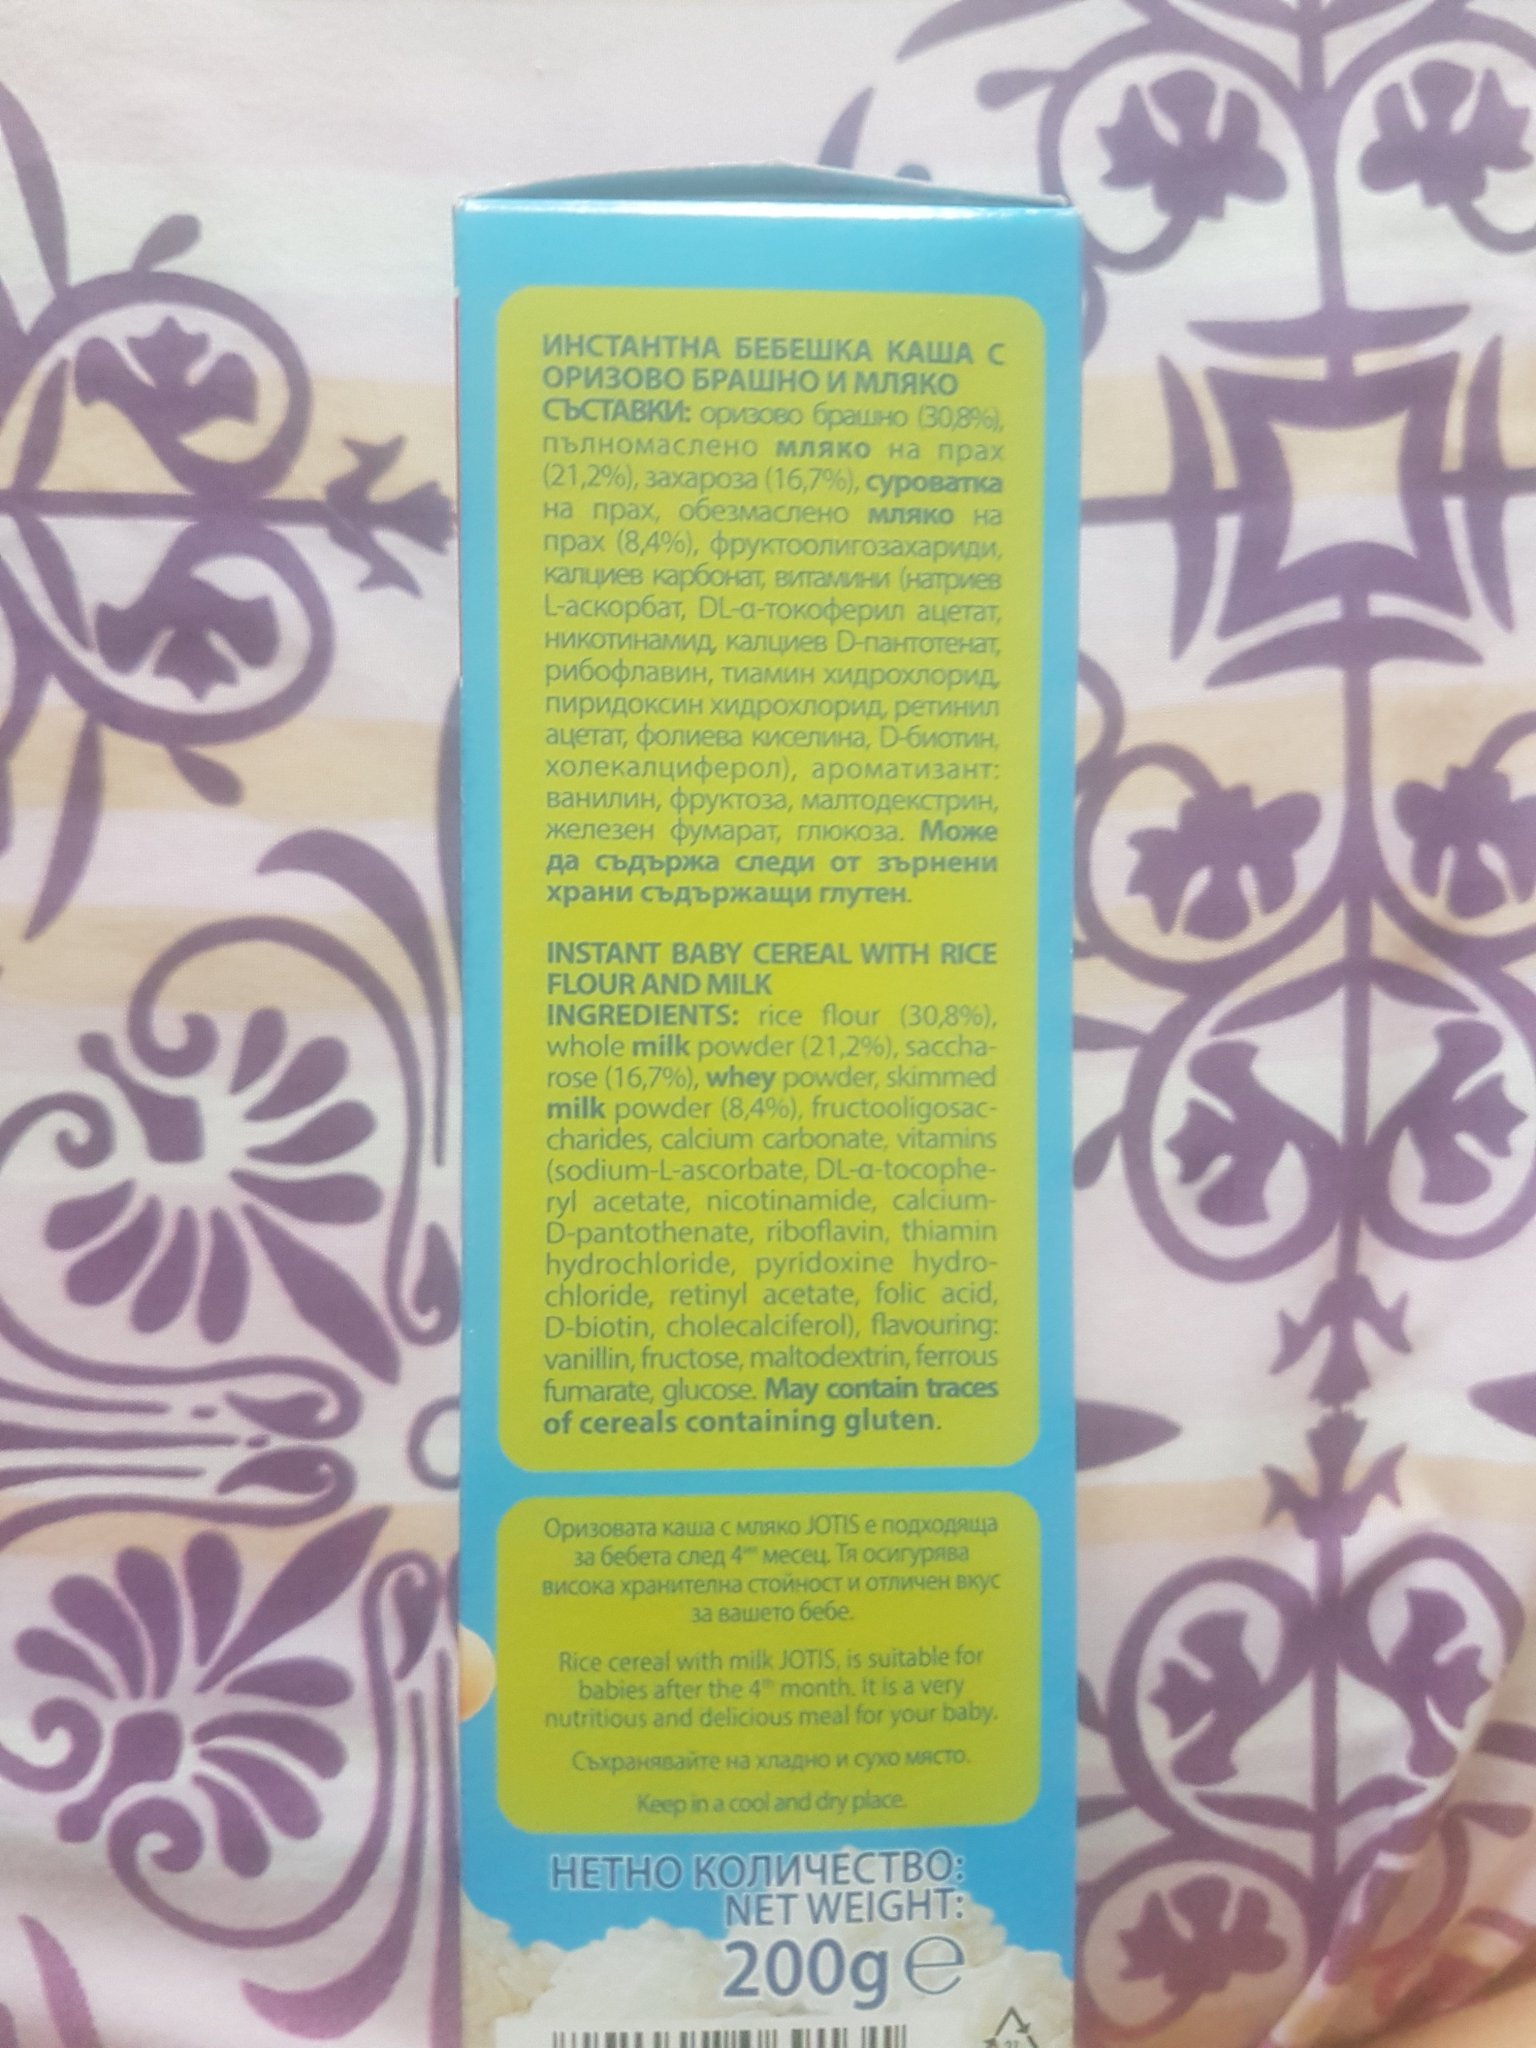 ИНСТАНТНА БЕБЕШКА КАША С
ОРИЗОВО БРАШНО И МЛЯКО
СЪСТАВКИ: оризово брашно (30,8%),
пълномаслено мляко на прах
(21,2%), захароза (16,7%), суроватка
на прах, обезмаслено мляко на
прах (8,4%), фруктоолигозахариди,
калциев карбонат, витамини (натриев
L-аскорбат, DL-α-токоферил ацетат,
никотинамид, калциев D-пантотенат,
рибофлавин, тиамин хидрохлорид,
пиридоксин хидрохлорид, ретинил
ацетат, фолиева киселина, D-биотин,
холекалциферол), ароматизант:
ванилин, фруктоза, малтодекстрин,
железен фумарат, глюкоза. Може
да съдържа следи от зърнени
храни съдържащи глутен.
INSTANT BABY CEREAL WITH RICE
FLOUR AND MILK
INGREDIENTS: rice flour (30,8%),
whole milk powder (21,2%), saccha-
rose (16,7%), whey powder, skimmed
milk powder (8,4%), fructooligosac-
charides, calcium carbonate, vitamins
(sodium-L-ascorbate, DL-α-tocophe-
ryl acetate, nicotinamide, calcium-
D-pantothenate, riboflavin, thiamin
hydrochloride, pyridoxine hydro-
chloride, retinyl acetate, folic acid,
D-biotin, cholecalciferol), flavouring:
vanillin, fructose, maltodextrin, ferrous
fumarate, glucose. May contain traces
of cereals containing gluten.
Оризовата каша с мляко JOTIS е подходяща
за бебета след 4ия месец. Тя осигурява
висока хранителна стойност и отличен вкус
за вашето бебе.
Rice cereal with milk JOTIS, is suitable for
babies after the 4th month. It is a very
nutritious and delicious meal for your baby.
Съхранявайте на хладно и сухо място.
Keep in a cool and dry place.
НЕТНО КОЛИЧЕСТВО:
NET WEIGHT:
200g ℮